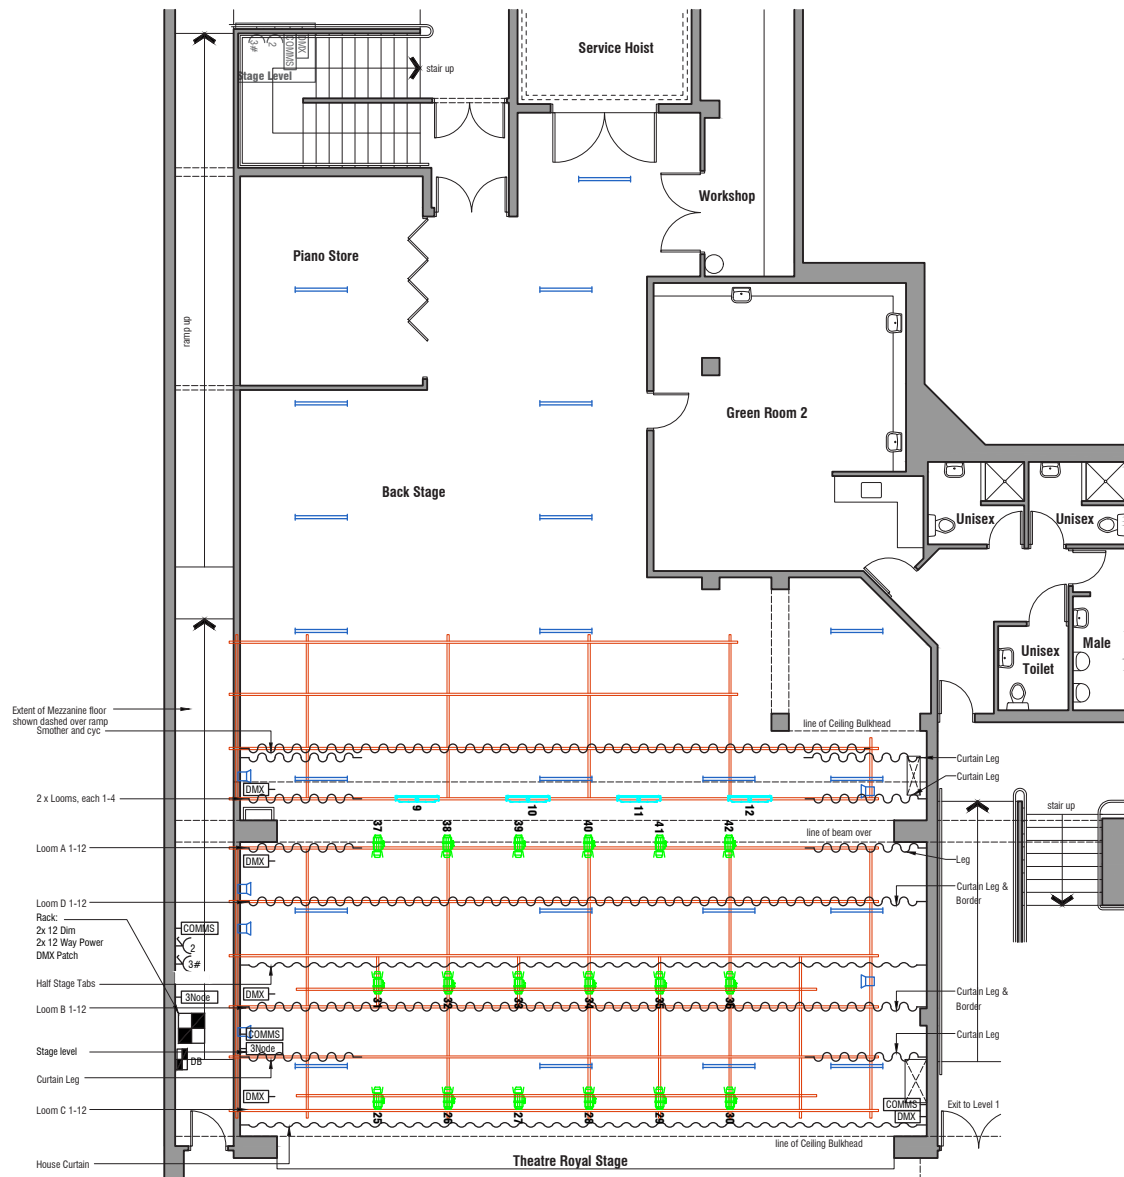 3#
2
COMMS
DMX
Stage Level
stair up
Service Hoist
Workshop
Piano Store
ramp up
Green Room 2
Back Stage
Unisex
Unisex
Unisex
Toilet
Male
Extent of Mezzanine floor
shown dashed over ramp
Smother and cyc
line of Ceiling Bulkhead
Curtain Leg
Curtain Leg
DMX
2 x Looms, each 1-4
9
10
11
12
stair up
37
38
39
40
41
42
line of beam over
Loom A 1-12
DMX
Leg
Curtain Leg &
Border
Loom D 1-12
Rack:
2x 12 Dim
2x 12 Way Power
DMX Patch
COMMS
2
3#
Half Stage Tabs
DMX
3Node
31
32
33
34
35
36
Curtain Leg &
Border
Loom B 1-12
COMMS
3Node
Curtain Leg
Stage level
DB
Curtain Leg
DMX
Loom C 1-12
25
26
27
28
29
30
COMMS
DMX
Exit to Level 1
line of Ceiling Bulkhead
House Curtain
Theatre Royal Stage